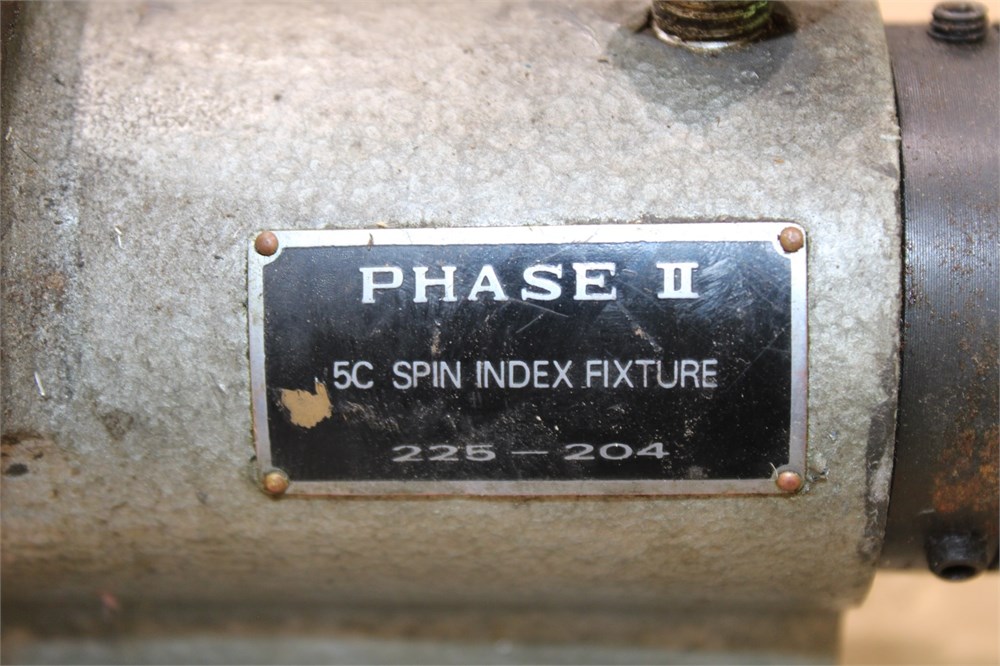 PHASE II
5C SPIN INDEX FIXTURE
225-204